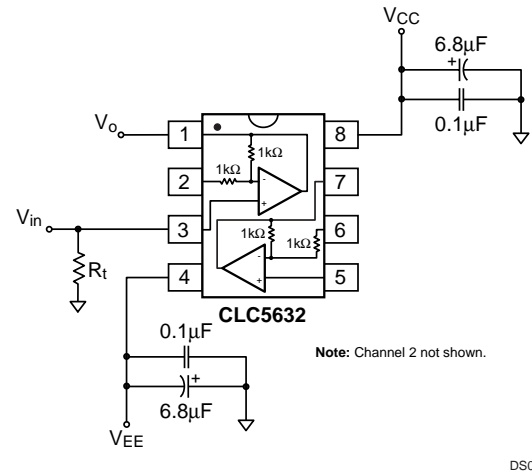 VCC
6.8μF
+
0.1μF
Vo
1
8
1kΩ
2
1kΩ
-
+
7
Vin
3
1kΩ
1kΩ
6
Rt
4
-
+
5
CLC5632
0.1μF
+
6.8μF
VEE
Note: Channel 2 not shown.
DSC